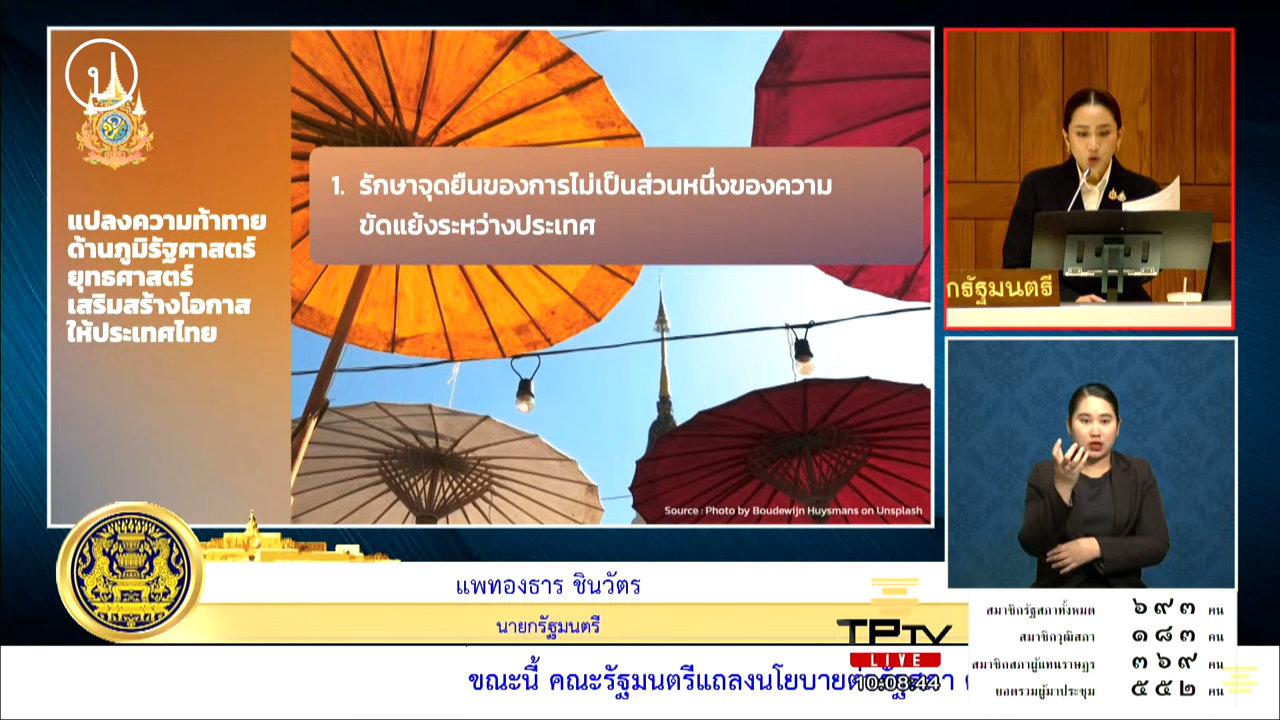 ป
แปลงความท้าทาย
ด้านภูมิรัฐศาสตร์
ยุทธศาสตร์
เสริมสร้างโอกาส
ให้ประเทศไทย
1. รักษาจุดยืนของการไม่เป็นส่วนหนึ่งของความ
ขัดแย้งระหว่างประเทศ
Source : Photo by Boudewijn Huysmans on Unsplash
กรัฐมนตรี
แพทองธาร ชินวัตร
นายกรัฐมนตรี
TPTV
LIVE
10:08:44
ขณะนี้ คณะรัฐมนตรีแถลงนโยบายต่
สมาชิกรัฐสภาทั้งหมด ๖๙๓ คน
สมาชิกวุฒิสภา ๑๘๓ คน
สมาชิกสภาผู้แทนราษฎร ๓๖๙ คน
ยอดรวมผู้มาประชุม ๕๕๒ คน